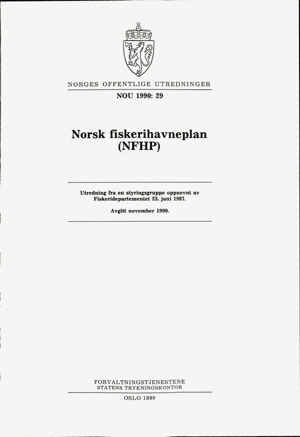 NORGES OFFENTLIGE UTREDNINGER
NOU 1990: 29
Norsk fiskerihavneplan
(NFHP)
Utredning fra en styringsgruppe oppnevnt av
Fiskeridepartementet 23. juni 1987.
Avgitt november 1990.
FORVALTNINGSTJENESTENE
STATENS TRYKNINGSKONTOR
OSLO 1990